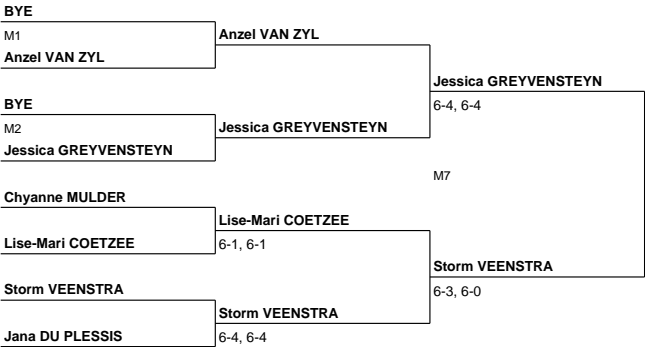 BYE
M1
Anzel VAN ZYL
Anzel VAN ZYL
BYE
M2
Jessica GREYVENSTEYN
Jessica GREYVENSTEYN
Jessica GREYVENSTEYN
6-4, 6-4
M7
Chyanne MULDER
Lise-Mari COETZEE
Lise-Mari COETZEE
6-1, 6-1
Storm VEENSTRA
Jana DU PLESSIS
Storm VEENSTRA
6-4, 6-4
Storm VEENSTRA
6-3, 6-0